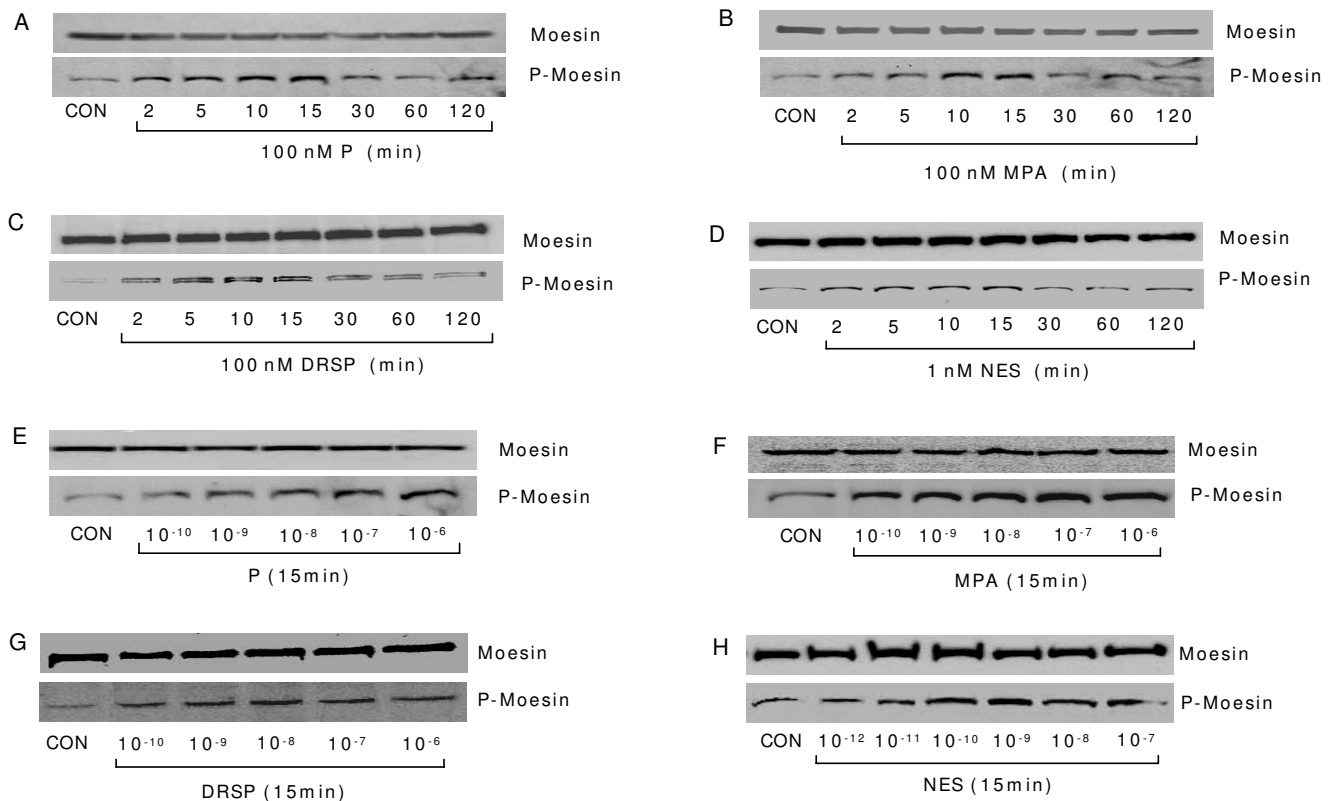 A
Moesin
P-Moesin
CON 2 5 10 15 30 60 120
100 nM P (min)
B
Moesin
P-Moesin
CON 2 5 10 15 30 60 120
100 nM MPA (min)
C
Moesin
P-Moesin
CON 2 5 10 15 30 60 120
100 nM DRSP (min)
D
Moesin
P-Moesin
CON 2 5 10 15 30 60 120
1 nM NES (min)
E
Moesin
P-Moesin
CON 10⁻¹⁰ 10⁻⁹ 10⁻⁸ 10⁻⁷ 10⁻⁶
P (15min)
F
Moesin
P-Moesin
CON 10⁻¹⁰ 10⁻⁹ 10⁻⁸ 10⁻⁷ 10⁻⁶
MPA (15min)
G
Moesin
P-Moesin
CON 10⁻¹⁰ 10⁻⁹ 10⁻⁸ 10⁻⁷ 10⁻⁶
DRSP (15min)
H
Moesin
P-Moesin
CON 10⁻¹² 10⁻¹¹ 10⁻¹⁰ 10⁻⁹ 10⁻⁸ 10⁻⁷
NES (15min)